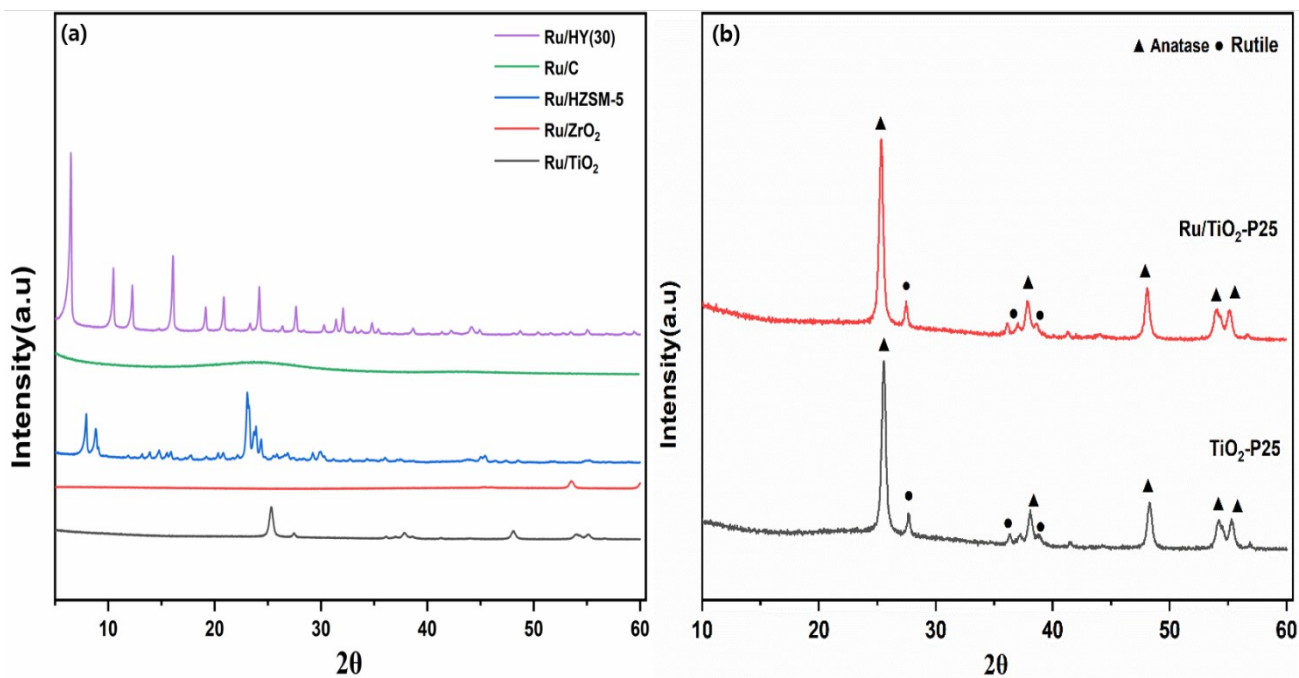 (a)
Ru/HY(30)
Ru/C
Ru/HZSM-5
Ru/ZrO₂
Ru/TiO₂
Intensity(a.u)
10 20 30 40 50 60
2θ
(b)
▲ Anatase ● Rutile
Ru/TiO₂-P25
TiO₂-P25
Intensity(a.u)
10 20 30 40 50 60
2θ